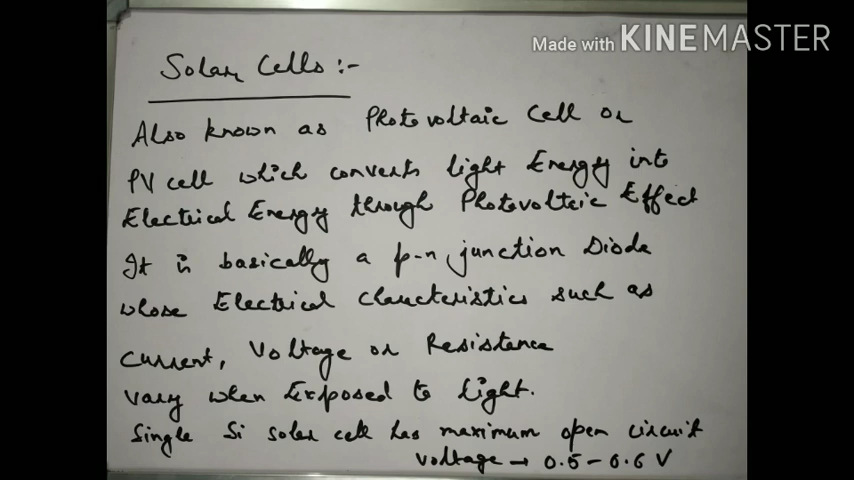 Made with KINEMASTER
Solar Cells :-
Also known as Photovoltaic Cell or
PV cell which converts light Energy into
Electrical Energy through Photovoltaic Effect
It is basically a p-n junction Diode
whose Electrical Characteristics such as
Current, Voltage or Resistance
vary when Exposed to light.
Single Si solar cell has maximum open circuit
voltage → 0.5 - 0.6 V